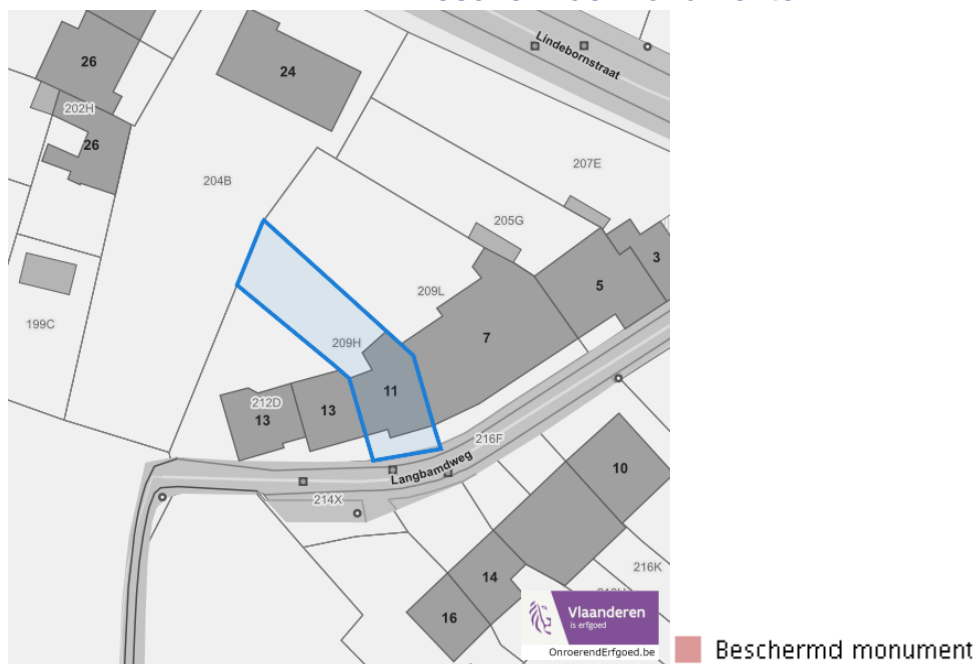 Lindebornstraat
26
24
202H
26
207E
204B
205G
3
5
209L
199C
7
209H
11
212D
13
13
216F
Langbamdweg
10
214X
216K
14
16
Vlaanderen
is erfgoed
OnroerendErfgoed.be
Beschermd monument